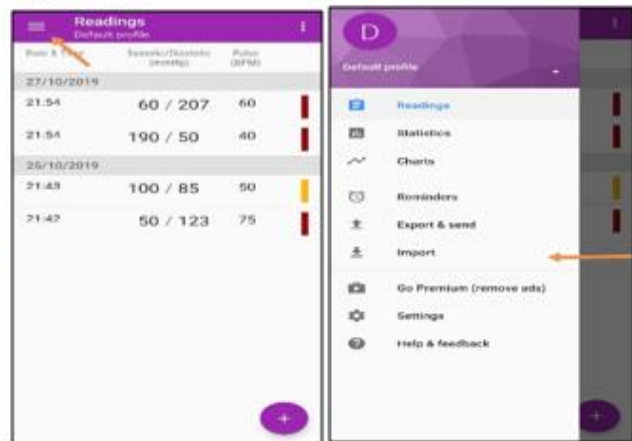 Readings
Default profile
Date & Time
Systolic/Diastolic (mmHg)
Pulse (BPM)
27/10/2019
21:54 60 / 207 60
21:54 190 / 50 40
25/10/2019
21:43 100 / 85 50
21:42 50 / 123 75
+
D
Default profile
Readings
Statistics
Charts
Reminders
Export & send
Import
Go Premium (remove ads)
Settings
Help & feedback
+